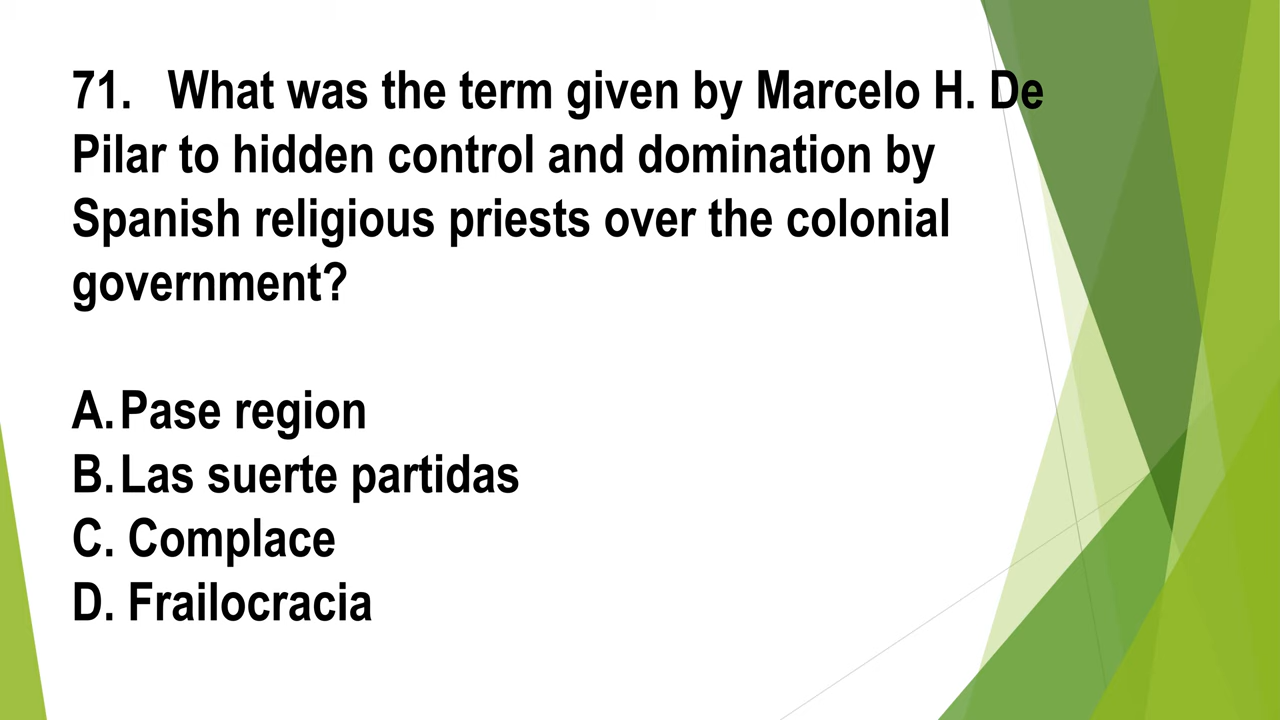 71. What was the term given by Marcelo H. De
Pilar to hidden control and domination by
Spanish religious priests over the colonial
government?
A. Pase region
B. Las suerte partidas
C. Complace
D. Frailocracia